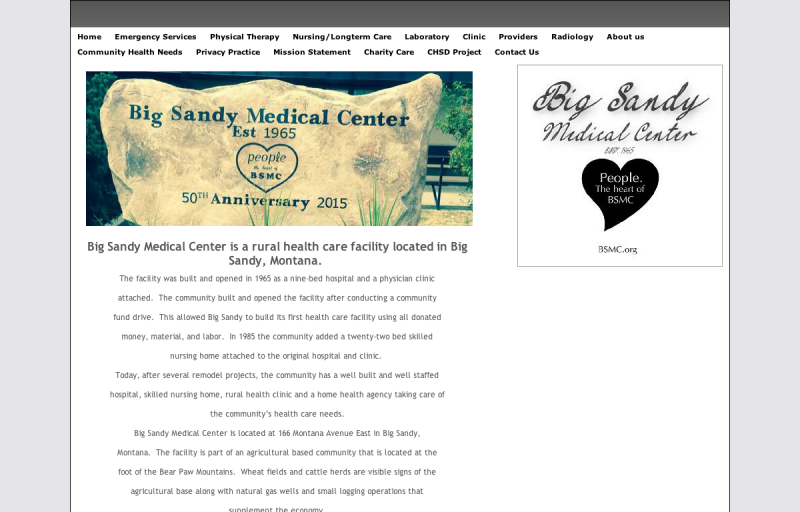 Home Emergency Services Physical Therapy Nursing/Longterm Care Laboratory Clinic Providers Radiology About us
Community Health Needs Privacy Practice Mission Statement Charity Care CHSD Project Contact Us
Big Sandy Medical Center
Est 1965
people
the heart of
BSMC
50TH Anniversary 2015
Big Sandy
Medical Center
EST. 1965
People.
The heart of
BSMC
BSMC.org
Big Sandy Medical Center is a rural health care facility located in Big
Sandy, Montana.
The facility was built and opened in 1965 as a nine-bed hospital and a physician clinic
attached. The community built and opened the facility after conducting a community
fund drive. This allowed Big Sandy to build its first health care facility using all donated
money, material, and labor. In 1985 the community added a twenty-two bed skilled
nursing home attached to the original hospital and clinic.
Today, after several remodel projects, the community has a well built and well staffed
hospital, skilled nursing home, rural health clinic and a home health agency taking care of
the community's health care needs.
Big Sandy Medical Center is located at 166 Montana Avenue East in Big Sandy,
Montana. The facility is part of an agricultural based community that is located at the
foot of the Bear Paw Mountains. Wheat fields and cattle herds are visible signs of the
agricultural base along with natural gas wells and small logging operations that
supplement the economy.